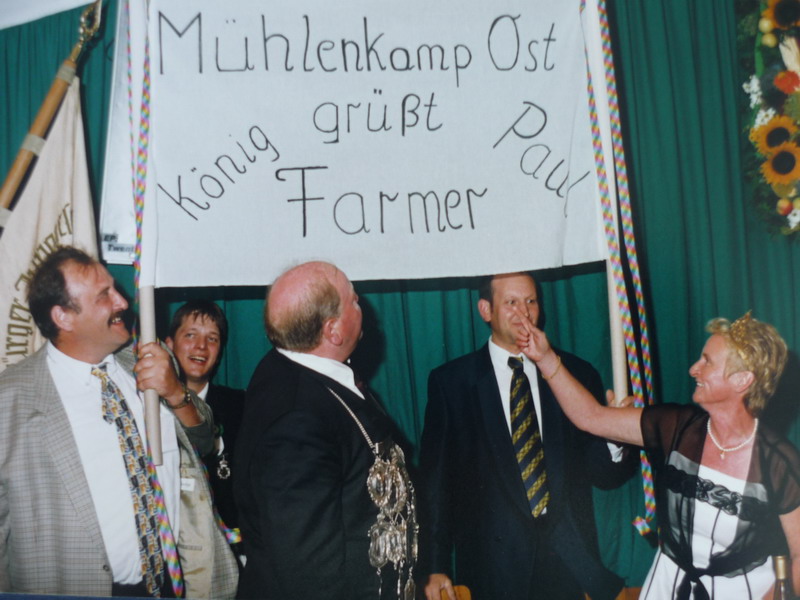 Mühlenkamp Ost
grüßt
König Paul
Farmer